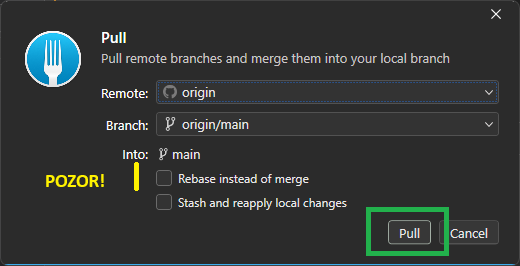 Pull
Pull remote branches and merge them into your local branch
Remote: origin
Branch: origin/main
Into: main
POZOR!
Rebase instead of merge
Stash and reapply local changes
Pull Cancel